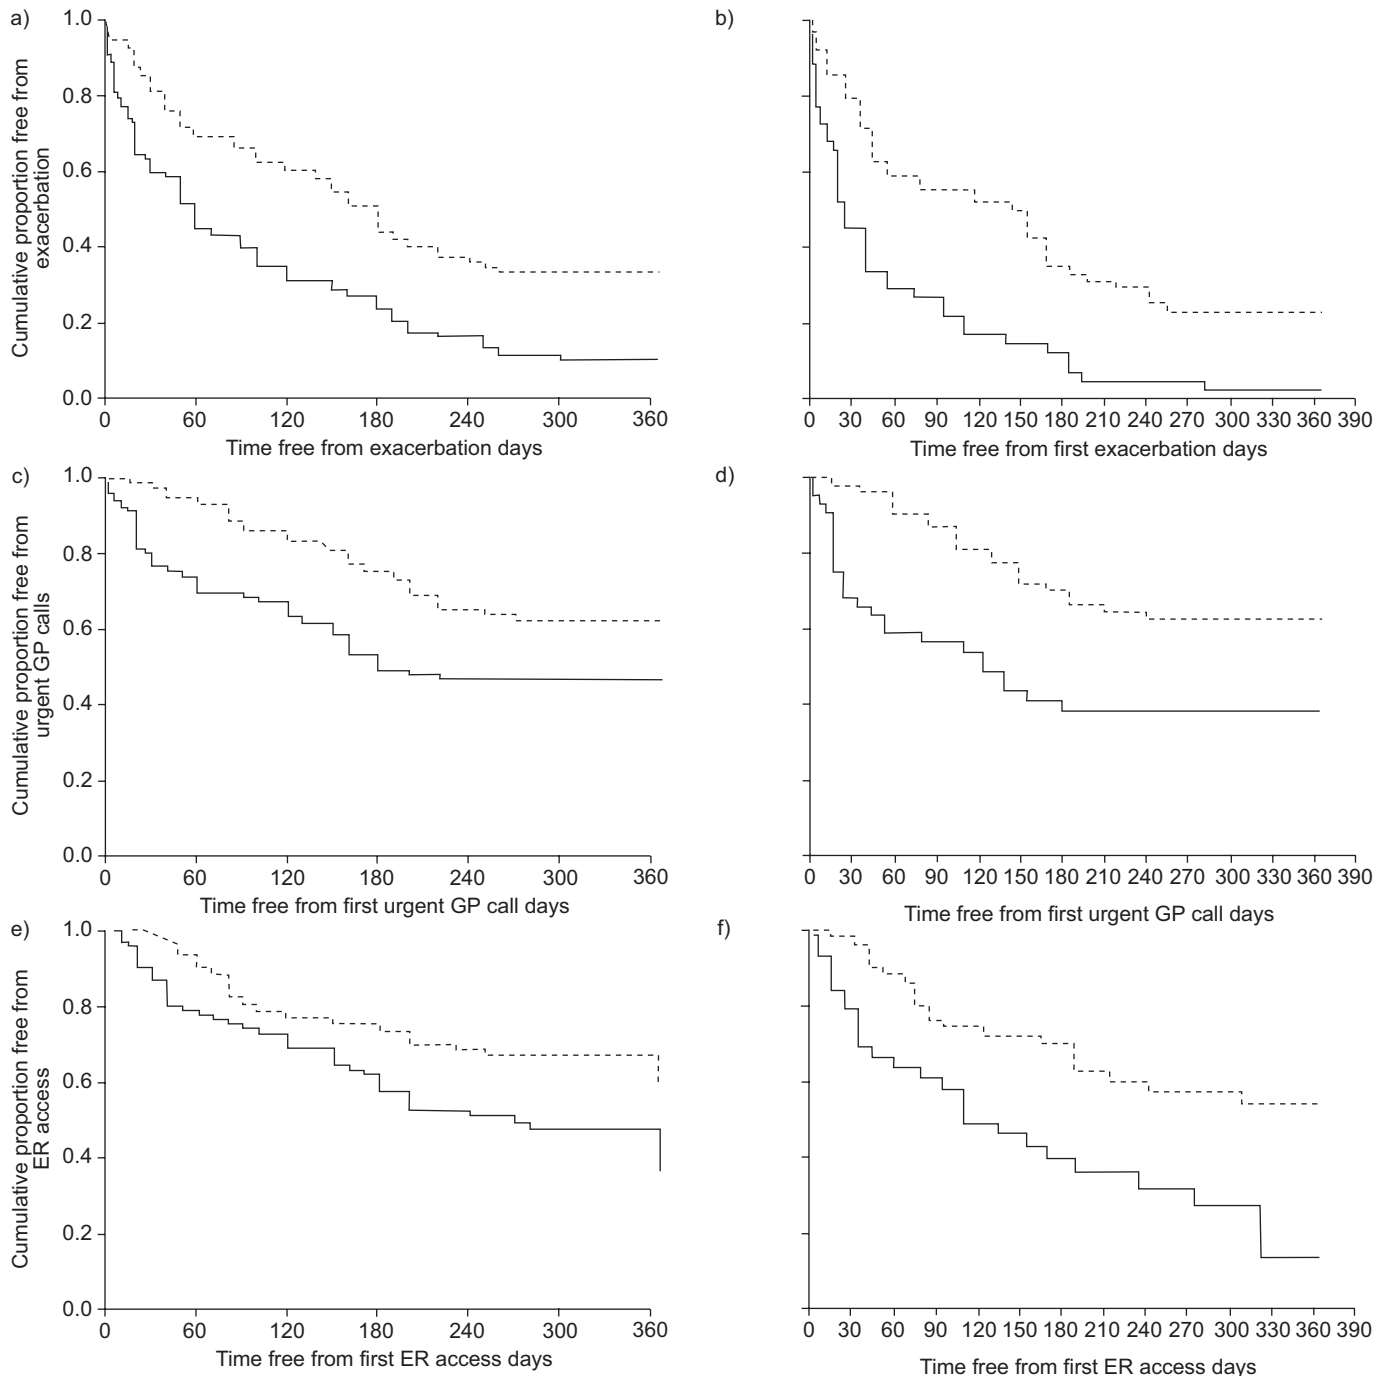 a)
1.0
0.8
0.6
0.4
0.2
0.0
Cumulative proportion free from
exacerbation
0 60 120 180 240 300 360
Time free from exacerbation days
b)
0 30 60 90 120 150 180 210 240 270 300 330 360 390
Time free from first exacerbation days
c)
1.0
0.8
0.6
0.4
0.2
0.0
Cumulative proportion free from
urgent GP calls
0 60 120 180 240 300 360
Time free from first urgent GP call days
d)
0 30 60 90 120 150 180 210 240 270 300 330 360 390
Time free from first urgent GP call days
e)
1.0
0.8
0.6
0.4
0.2
0.0
Cumulative proportion free from
ER access
0 60 120 180 240 300 360
Time free from first ER access days
f)
0 30 60 90 120 150 180 210 240 270 300 330 360 390
Time free from first ER access days